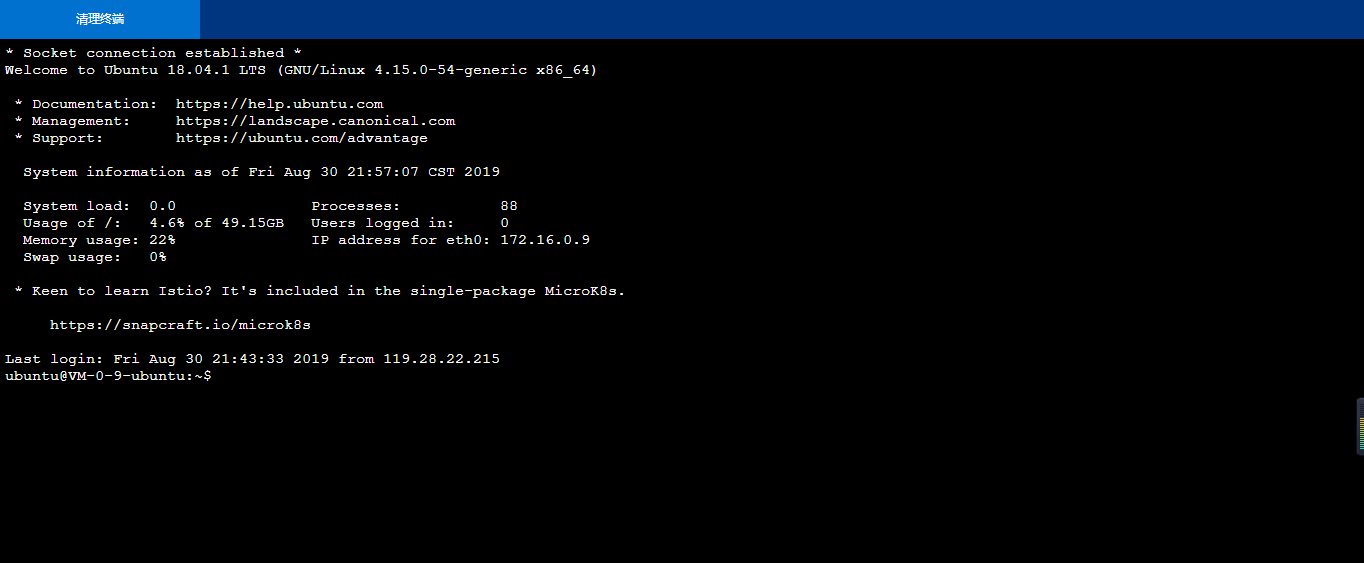 清理终端
* Socket connection established *
Welcome to Ubuntu 18.04.1 LTS (GNU/Linux 4.15.0-54-generic x86_64)
* Documentation:  https://help.ubuntu.com
* Management:     https://landscape.canonical.com
* Support:        https://ubuntu.com/advantage
System information as of Fri Aug 30 21:57:07 CST 2019
System load:  0.0               Processes:           88
Usage of /:   4.6% of 49.15GB   Users logged in:     0
Memory usage: 22%               IP address for eth0: 172.16.0.9
Swap usage:   0%
* Keen to learn Istio? It's included in the single-package MicroK8s.
https://snapcraft.io/microk8s
Last login: Fri Aug 30 21:43:33 2019 from 119.28.22.215
ubuntu@VM-0-9-ubuntu:~$